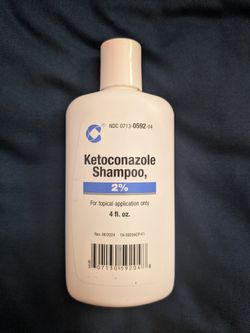 NDC 0713-0592-04
Ketoconazole
Shampoo,
2%
For topical application only
4 fl. oz.